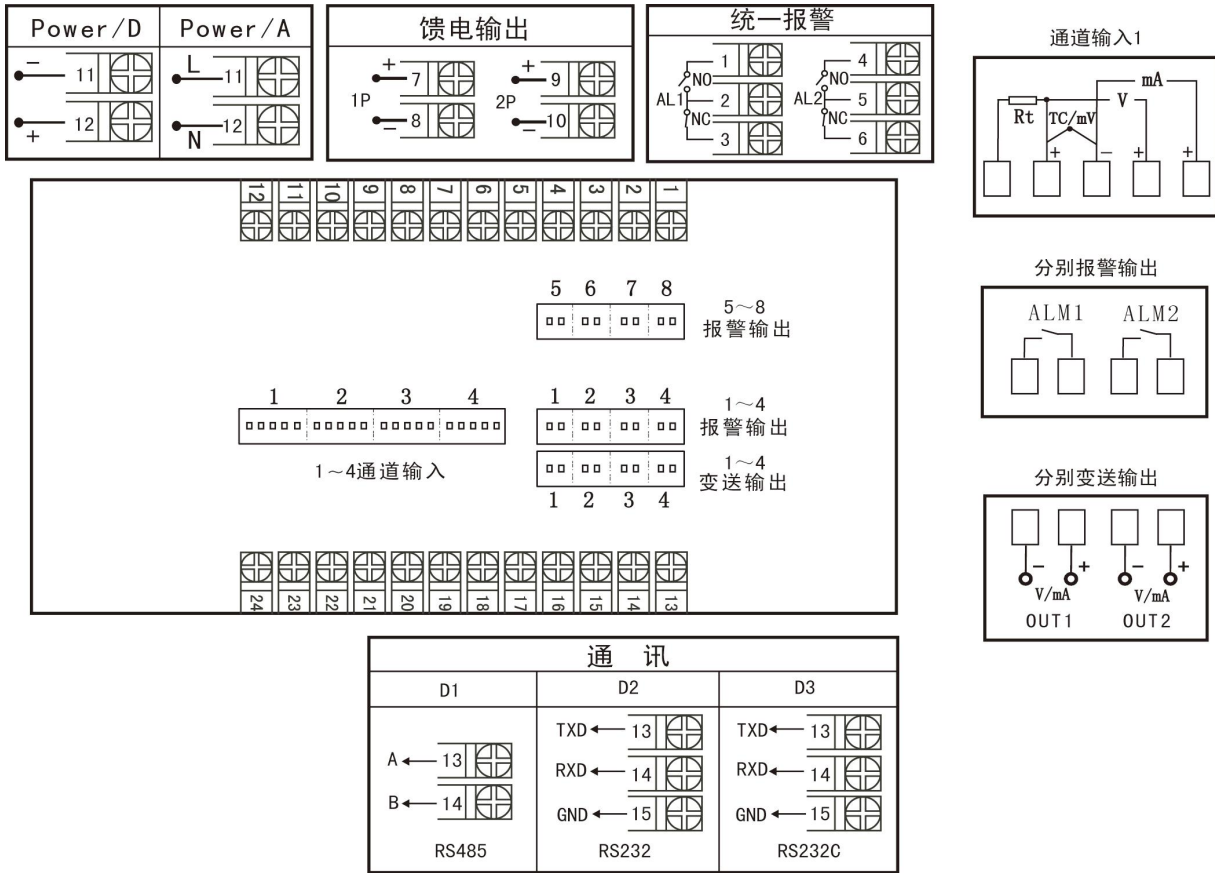 Power/D
Power/A
- 11
+ 12
L 11
N 12
馈电输出
+ 7
1P
- 8
+ 9
2P
- 10
统一报警
1
NO
AL1 2
NC
3
4
NO
AL2 5
NC
6
通道输入1
mA
V
Rt TC/mV
+ - + +
分别报警输出
ALM1 ALM2
分别变送输出
- + - +
V/mA V/mA
OUT1 OUT2
12 11 10 9 8 7 6 5 4 3 2 1
5 6 7 8
5～8
报警输出
1 2 3 4
1～4通道输入
1 2 3 4
1～4
报警输出
1～4
变送输出
1 2 3 4
24 23 22 21 20 19 18 17 16 15 14 13
通 讯
D1 D2 D3
A 13
B 14
RS485
TXD 13
RXD 14
GND 15
RS232
TXD 13
RXD 14
GND 15
RS232C